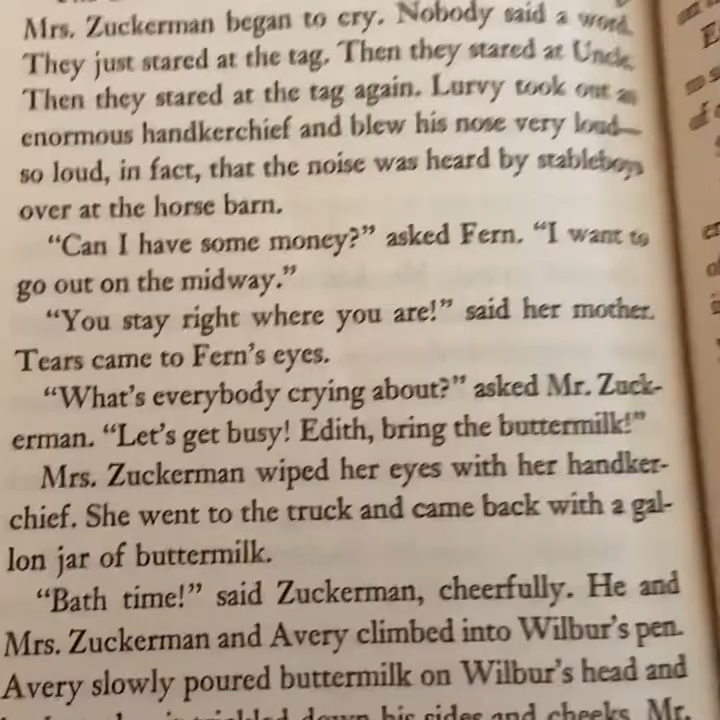 Mrs. Zuckerman began to cry. Nobody said a word.
They just stared at the tag. Then they stared at Uncle.
Then they stared at the tag again. Lurvy took out an
enormous handkerchief and blew his nose very loud—
so loud, in fact, that the noise was heard by stableboys
over at the horse barn.
“Can I have some money?” asked Fern. “I want to
go out on the midway.”
“You stay right where you are!” said her mother.
Tears came to Fern’s eyes.
“What’s everybody crying about?” asked Mr. Zuck-
erman. “Let’s get busy! Edith, bring the buttermilk!”
Mrs. Zuckerman wiped her eyes with her handker-
chief. She went to the truck and came back with a gal-
lon jar of buttermilk.
“Bath time!” said Zuckerman, cheerfully. He and
Mrs. Zuckerman and Avery climbed into Wilbur’s pen.
Avery slowly poured buttermilk on Wilbur’s head and
trickled down his sides and cheeks, Mr.